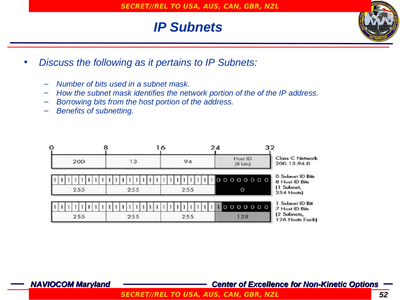 SECRET//REL TO USA, AUS, CAN, GBR, NZL
IP Subnets
• Discuss the following as it pertains to IP Subnets:
– Number of bits used in a subnet mask.
– How the subnet mask identifies the network portion of the of the IP address.
– Borrowing bits from the host portion of the address.
– Benefits of subnetting.
0 8 16 24 32
200 13 94 Host ID (8 bits)
Class C Network
200.13.94.0
1 1 1 1 1 1 1 1 1 1 1 1 1 1 1 1 1 1 1 1 1 1 1 1 0 0 0 0 0 0 0 0
255 255 255 0
0 Subnet ID Bits
8 Host ID Bits
(1 Subnet,
254 Hosts)
1 1 1 1 1 1 1 1 1 1 1 1 1 1 1 1 1 1 1 1 1 1 1 1 1 0 0 0 0 0 0 0
255 255 255 128
1 Subnet ID Bit
7 Host ID Bits
(2 Subnets,
126 Hosts Each)
NAVIOCOM Maryland
Center of Excellence for Non-Kinetic Options
SECRET//REL TO USA, AUS, CAN, GBR, NZL
52